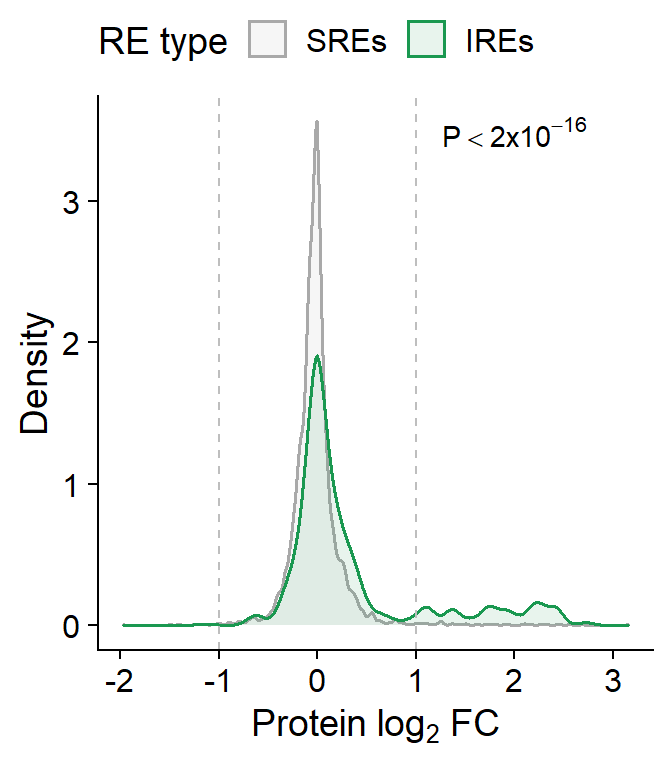 RE type SREs IREs
P < 2x10⁻¹⁶
3
2
1
0
Density
-2 -1 0 1 2 3
Protein log₂ FC